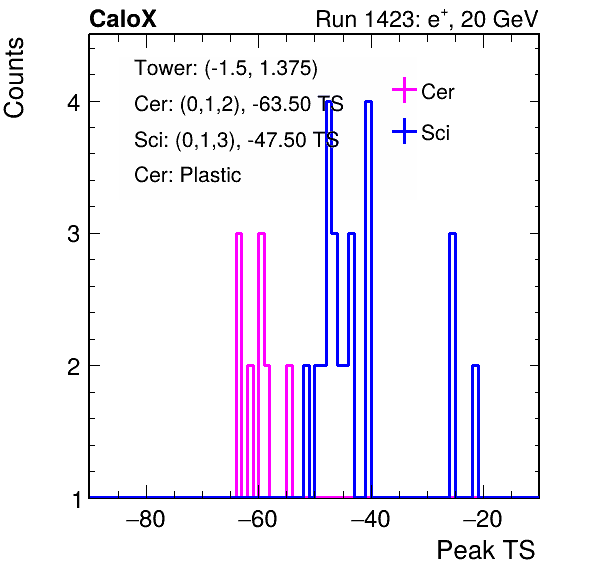 CaloX Run 1423: e⁺, 20 GeV
Counts
Tower: (-1.5, 1.375)
Cer: (0,1,2), -63.50 TS
Sci: (0,1,3), -47.50 TS
Cer: Plastic
Cer
Sci
4
3
2
1
−80 −60 −40 −20
Peak TS